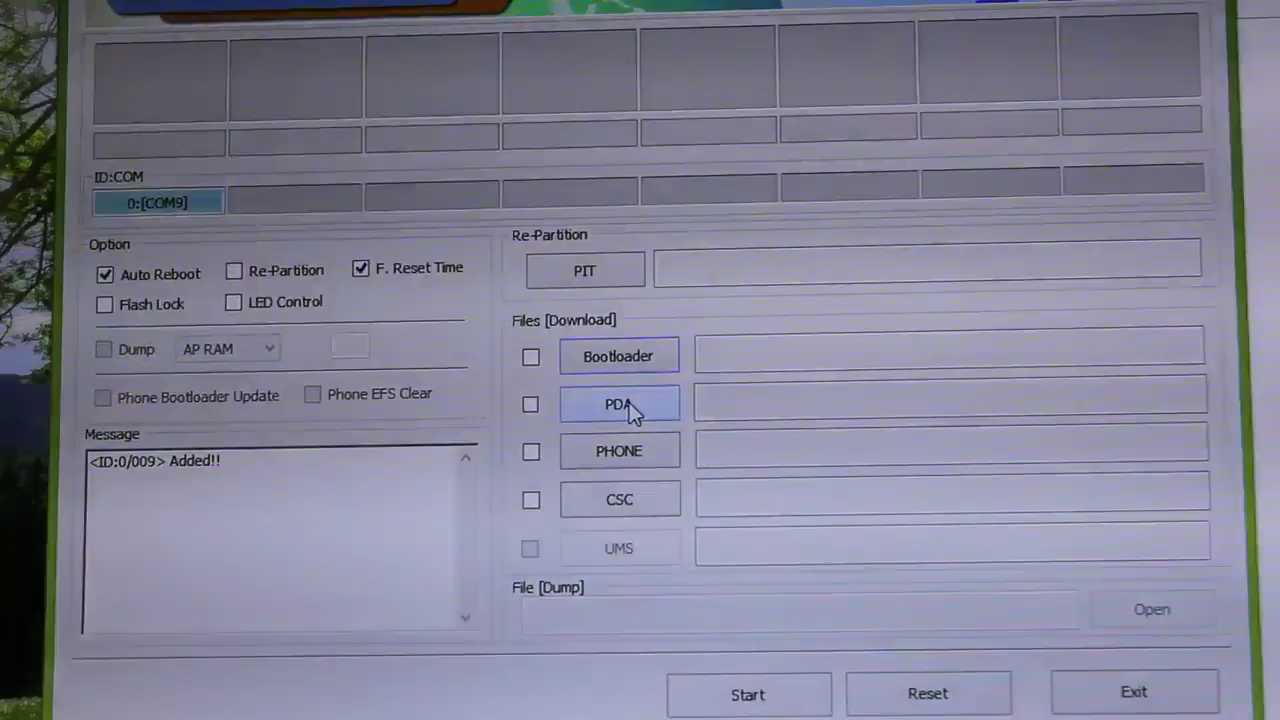 ID:COM
0:[COM9]
Option
Auto Reboot
Re-Partition
F. Reset Time
Flash Lock
LED Control
Dump
AP RAM
Phone Bootloader Update
Phone EFS Clear
Message
<ID:0/009> Added!!
Re-Partition
PIT
Files [Download]
Bootloader
PDA
PHONE
CSC
UMS
File [Dump]
Open
Start
Reset
Exit